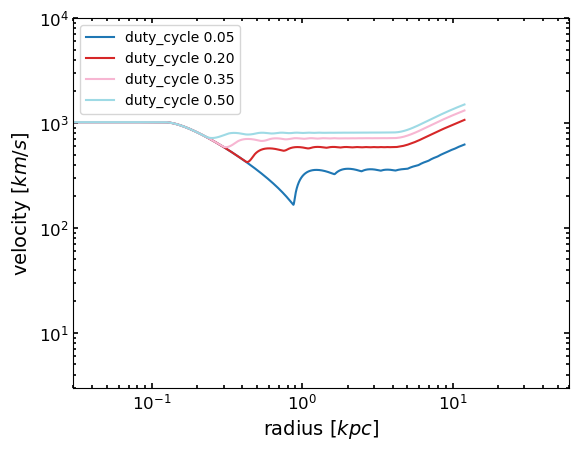 duty_cycle 0.05
duty_cycle 0.20
duty_cycle 0.35
duty_cycle 0.50
velocity [km/s]
10^4
10^3
10^2
10^1
10^-1
10^0
10^1
radius [kpc]